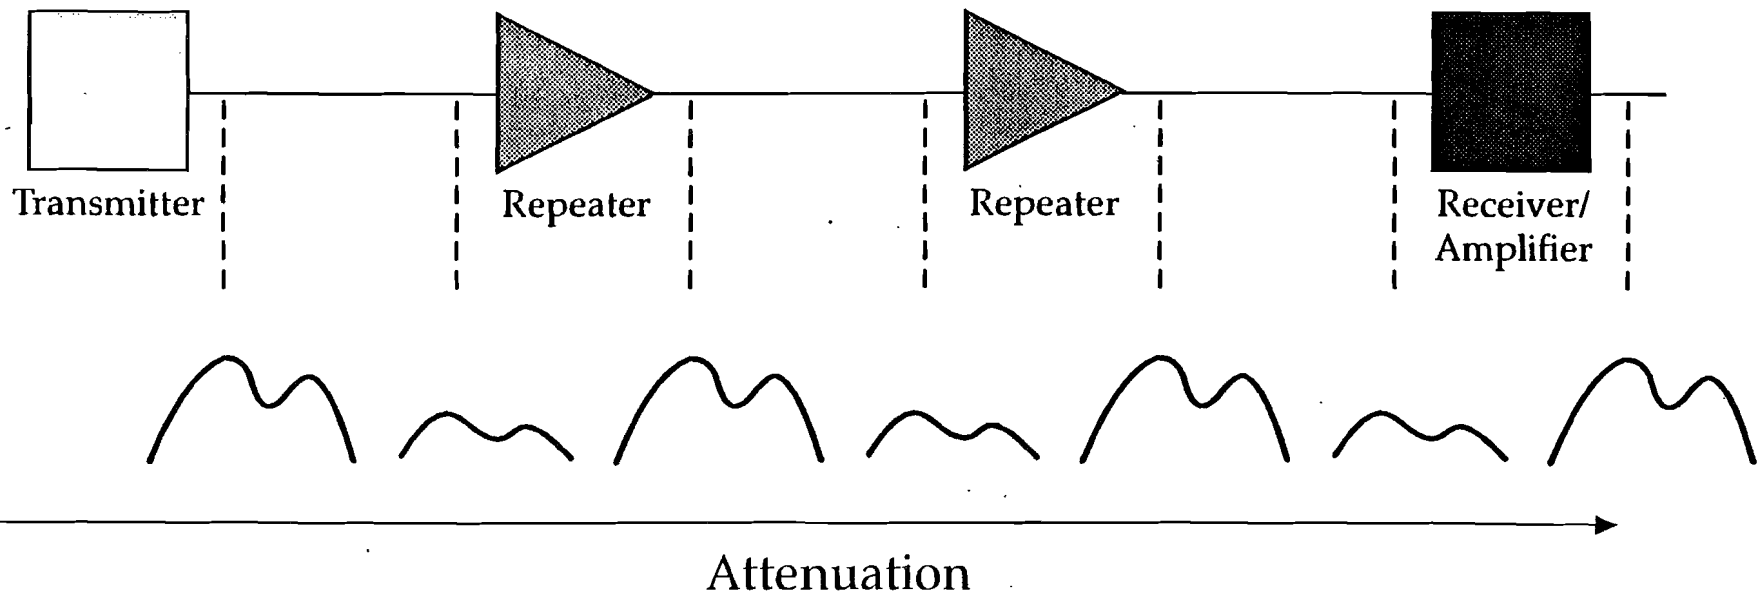 Transmitter
Repeater
Repeater
Receiver/
Amplifier
Attenuation